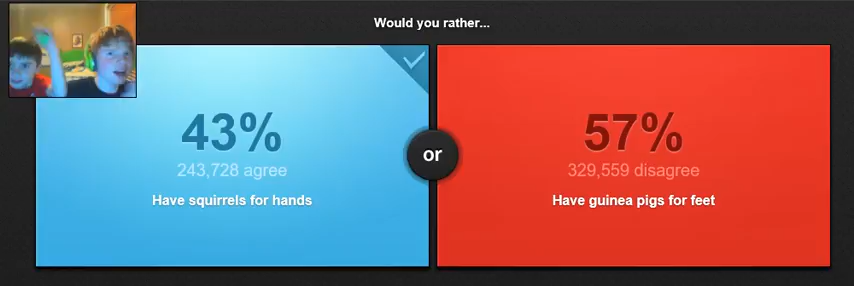 Would you rather...
43%
243,728 agree
Have squirrels for hands
or
57%
329,559 disagree
Have guinea pigs for feet